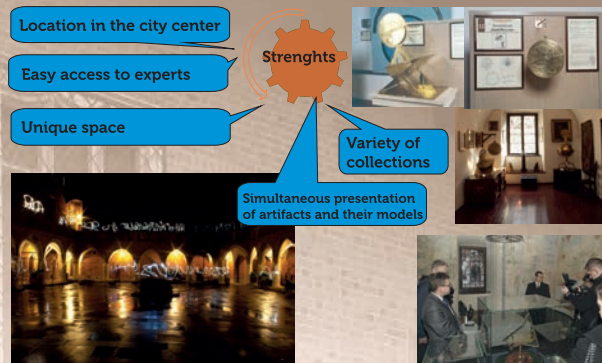 Location in the city center
Easy access to experts
Unique space
Strenghts
Variety of
collections
Simultaneous presentation
of artifacts and their models